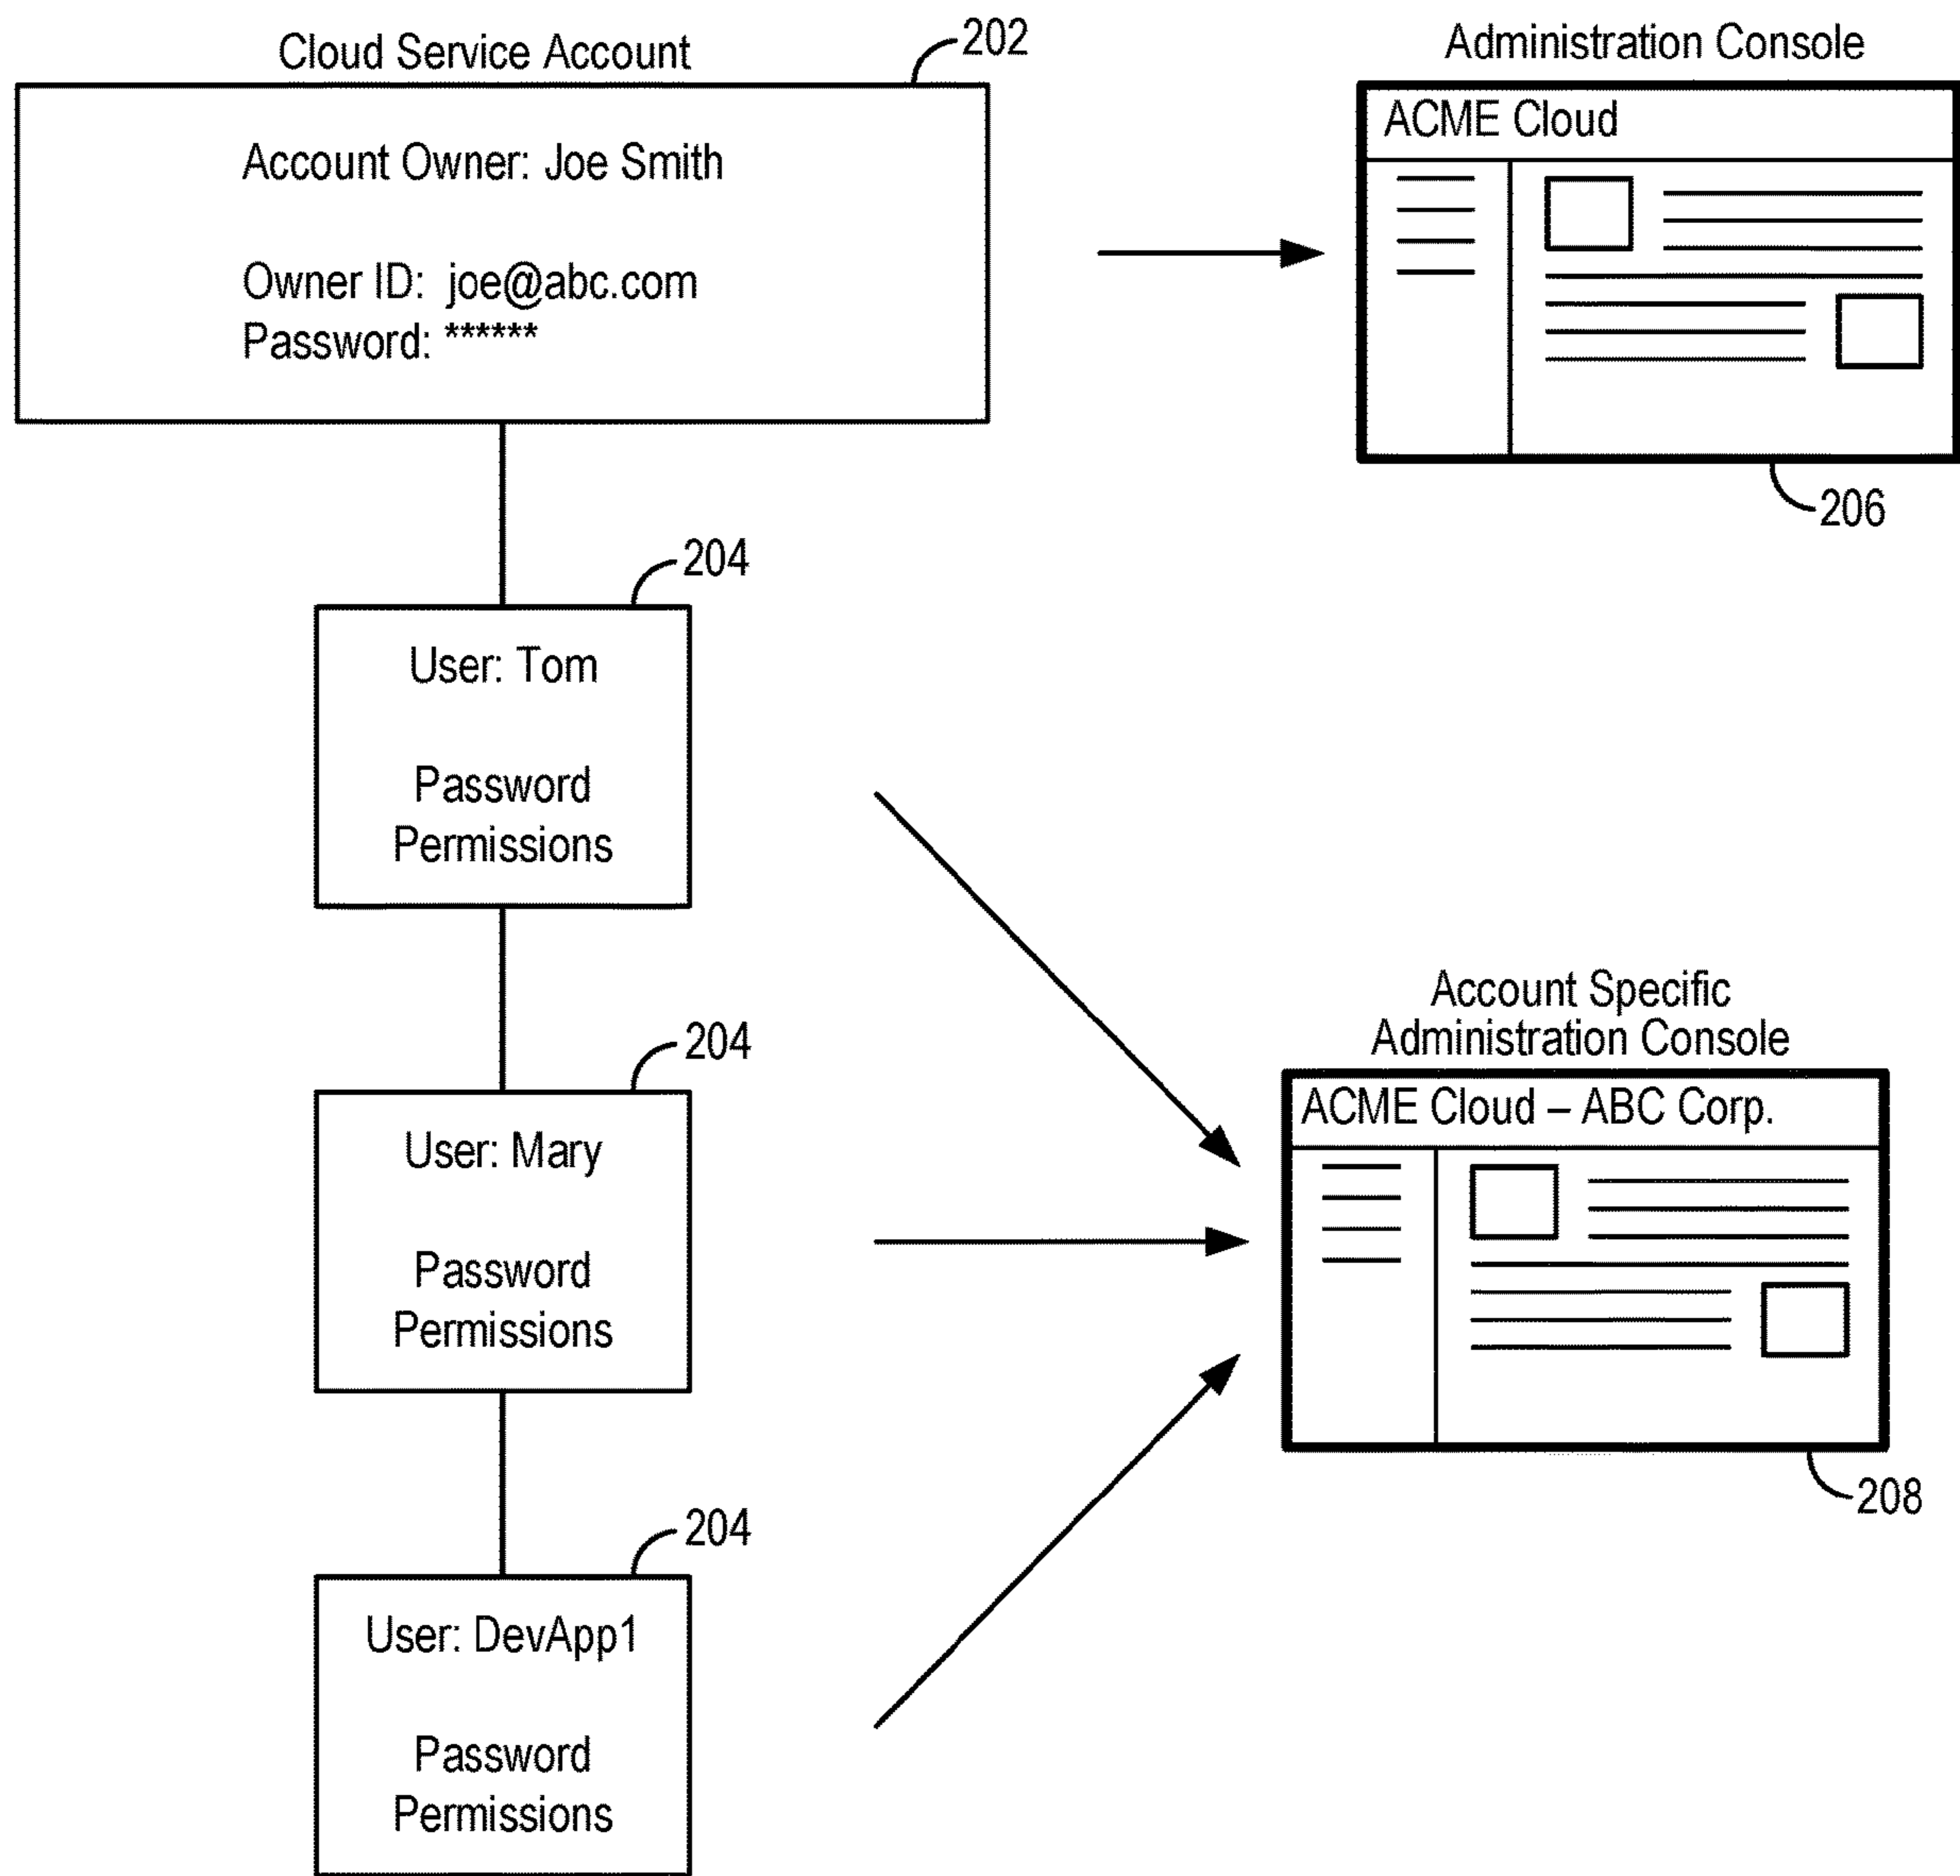 Cloud Service Account
202
Account Owner: Joe Smith
Owner ID: joe@abc.com
Password: ******
Administration Console
ACME Cloud
206
204
User: Tom
Password
Permissions
204
User: Mary
Password
Permissions
Account Specific
Administration Console
ACME Cloud – ABC Corp.
208
204
User: DevApp1
Password
Permissions